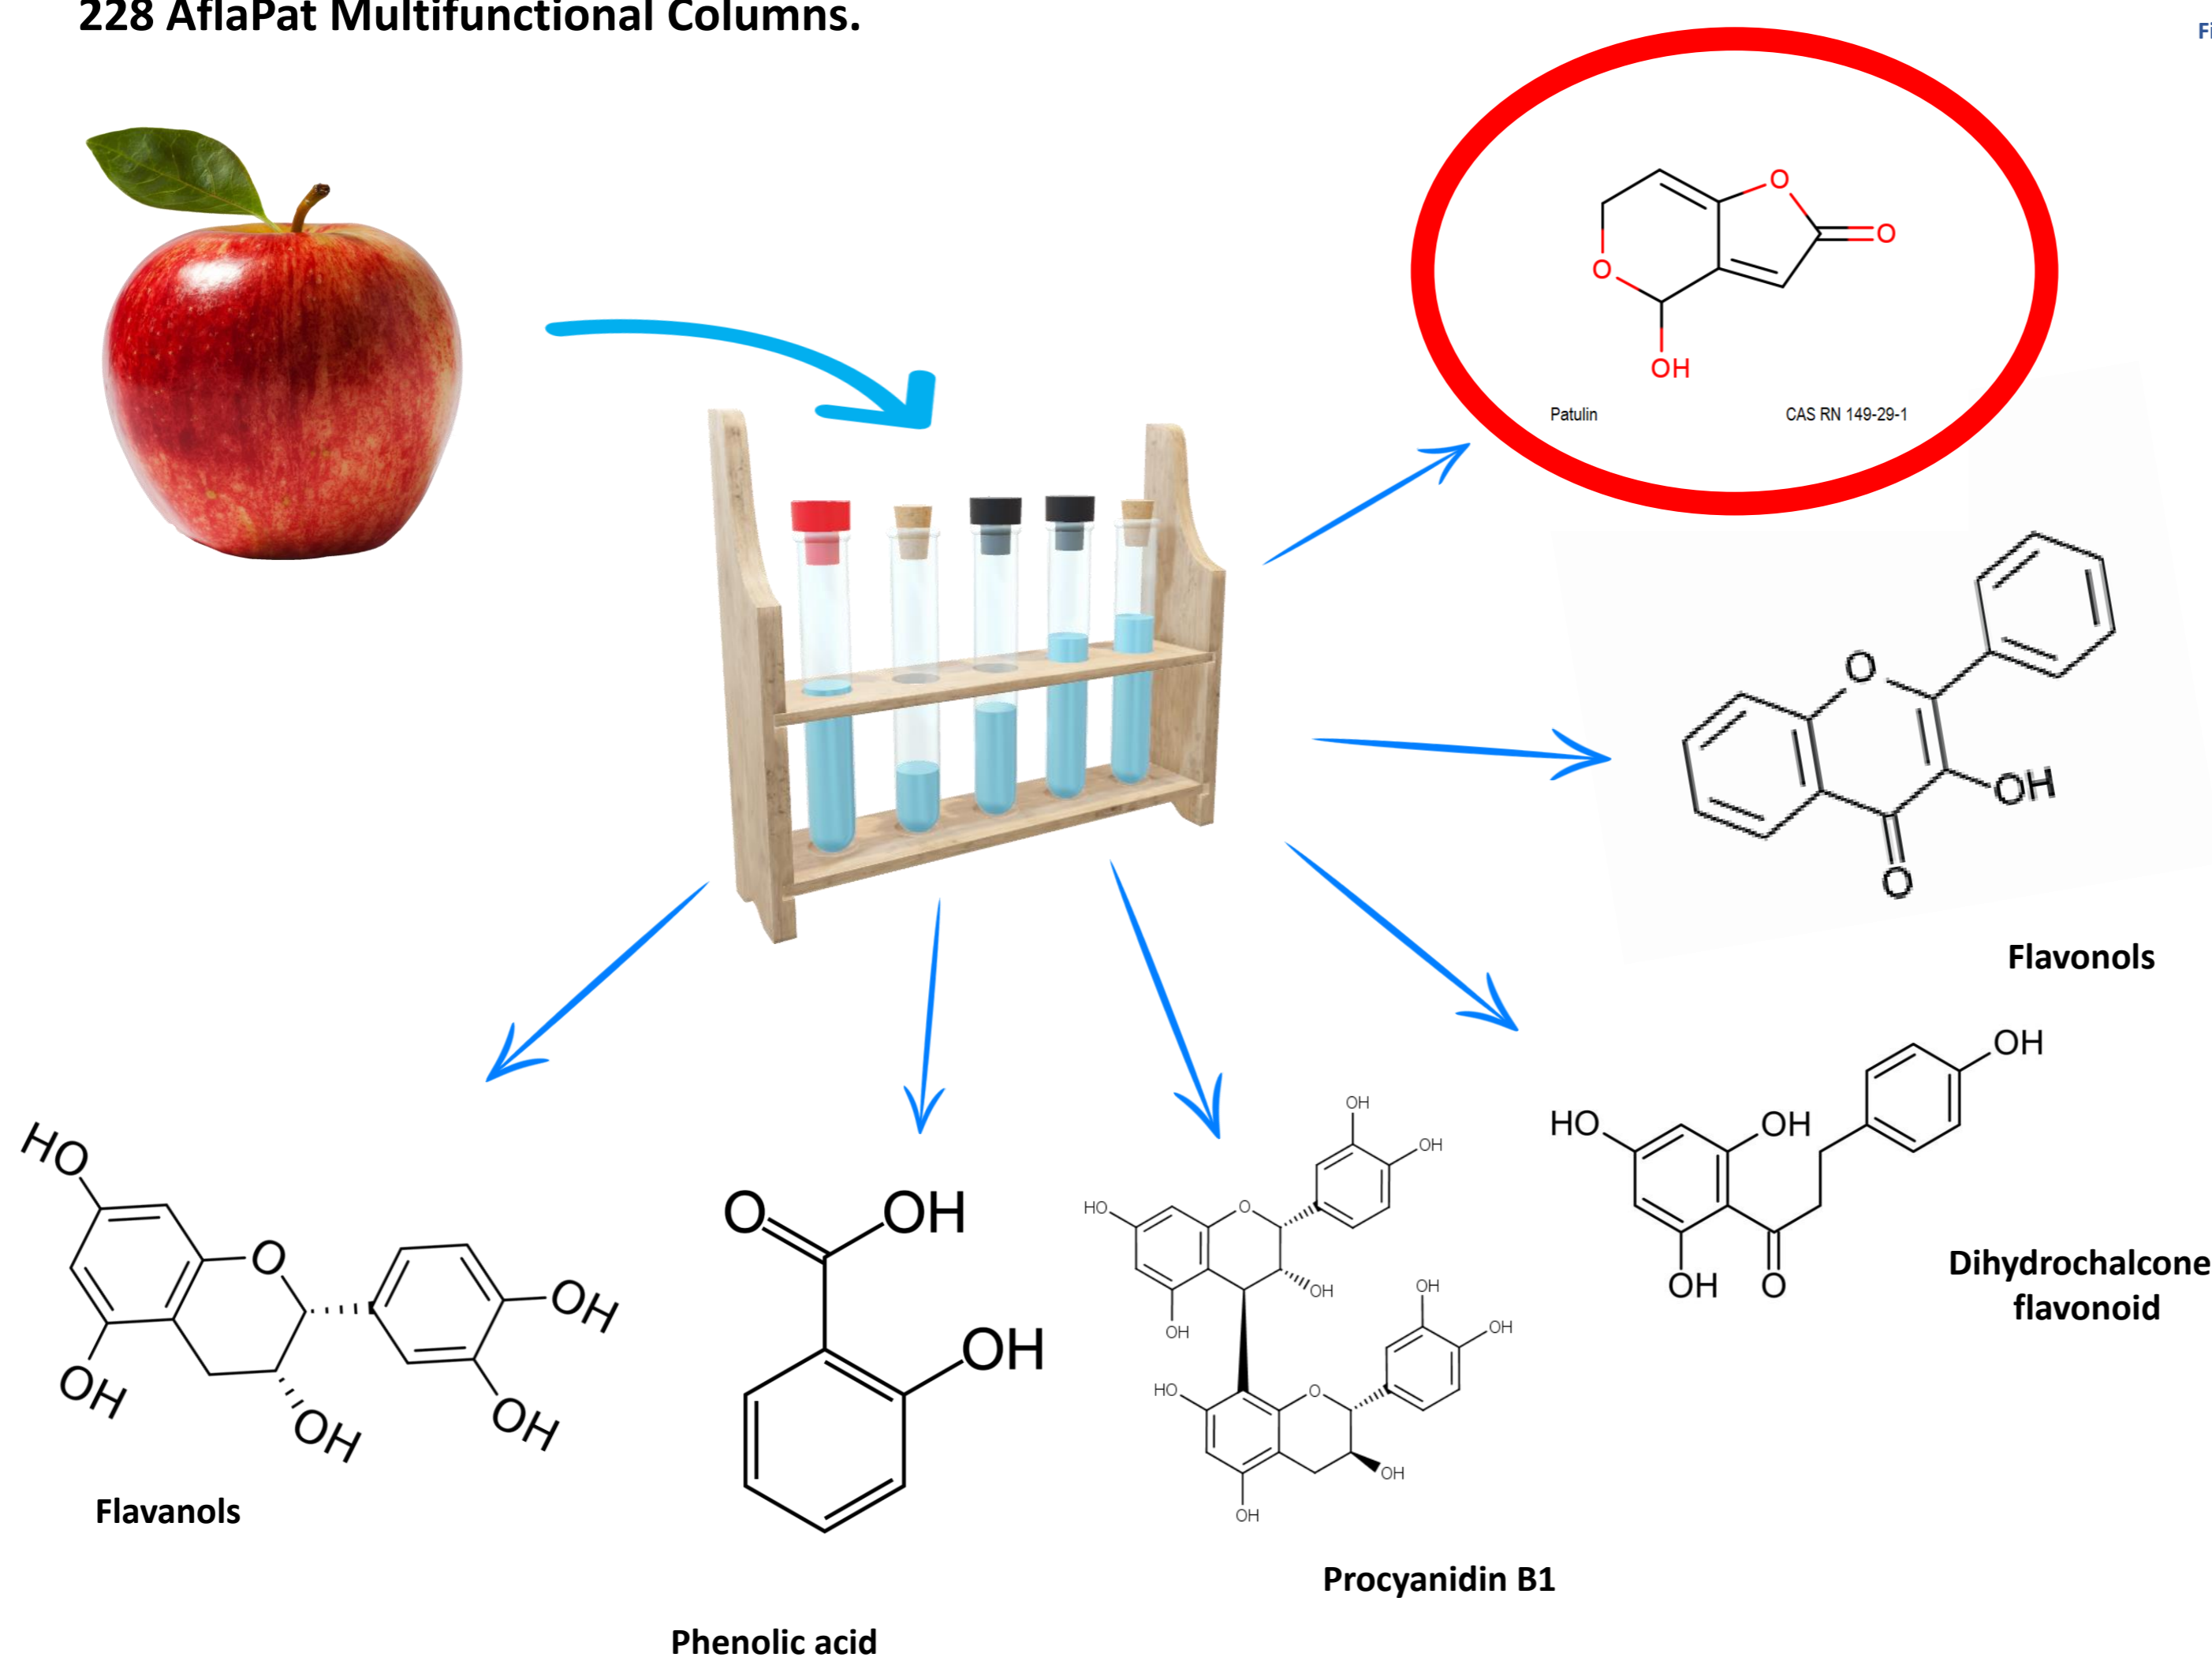 228 AflaPat Multifunctional Columns.
O
O
O
OH
Patulin CAS RN 149-29-1
O
OH
O
Flavonols
HO
O
OH
OH
OH
OH
Flavanols
O
OH
OH
Phenolic acid
OH
OH
HO
O
OH
OH
OH
OH
HO
O
OH
OH
Procyanidin B1
OH
HO
OH
OH
O
Dihydrochalcone
flavonoid